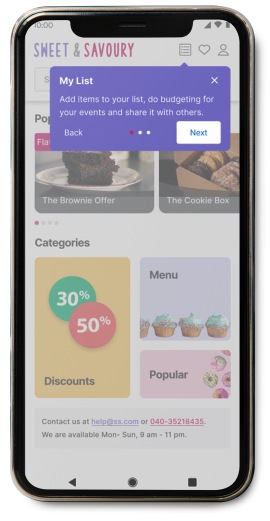 10:00
SWEET & SAVOURY
S
My List
Add items to your list, do budgeting for
your events and share it with others.
Back
Next
Pop
Fla
The Brownie Offer
The Cookie Box
Categories
30%
50%
Discounts
Menu
Popular
Contact us at help@ss.com or 040-35218435.
We are available Mon- Sun, 9 am - 11 pm.